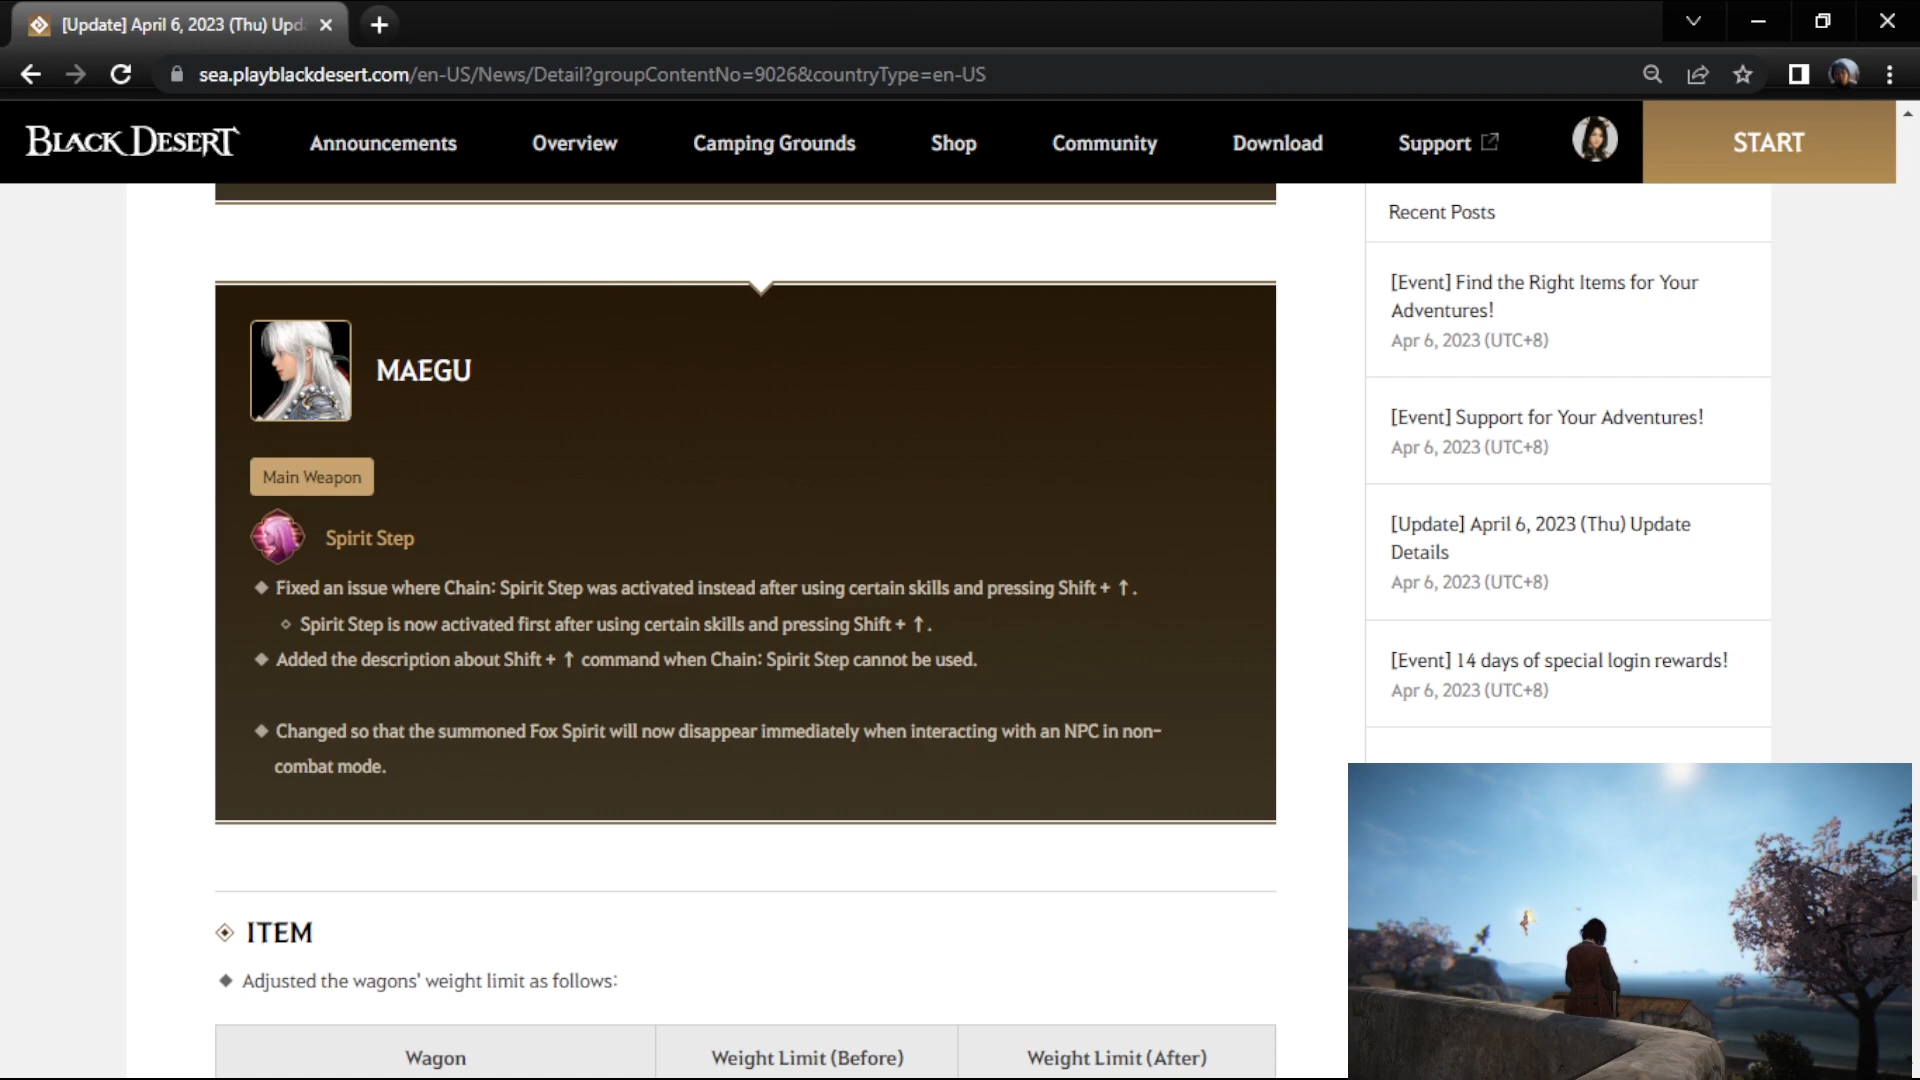 [Update] April 6, 2023 (Thu) Upd
sea.playblackdesert.com/en-US/News/Detail?groupContentNo=9026&countryType=en-US
BLACK DESERT
Announcements
Overview
Camping Grounds
Shop
Community
Download
Support
START
MAEGU
Main Weapon
Spirit Step
◆ Fixed an issue where Chain: Spirit Step was activated instead after using certain skills and pressing Shift + ↑.
◇ Spirit Step is now activated first after using certain skills and pressing Shift + ↑.
◆ Added the description about Shift + ↑ command when Chain: Spirit Step cannot be used.
◆ Changed so that the summoned Fox Spirit will now disappear immediately when interacting with an NPC in non-
combat mode.
ITEM
◆ Adjusted the wagons' weight limit as follows:
Wagon
Weight Limit (Before)
Weight Limit (After)
Recent Posts
[Event] Find the Right Items for Your
Adventures!
Apr 6, 2023 (UTC+8)
[Event] Support for Your Adventures!
Apr 6, 2023 (UTC+8)
[Update] April 6, 2023 (Thu) Update
Details
Apr 6, 2023 (UTC+8)
[Event] 14 days of special login rewards!
Apr 6, 2023 (UTC+8)